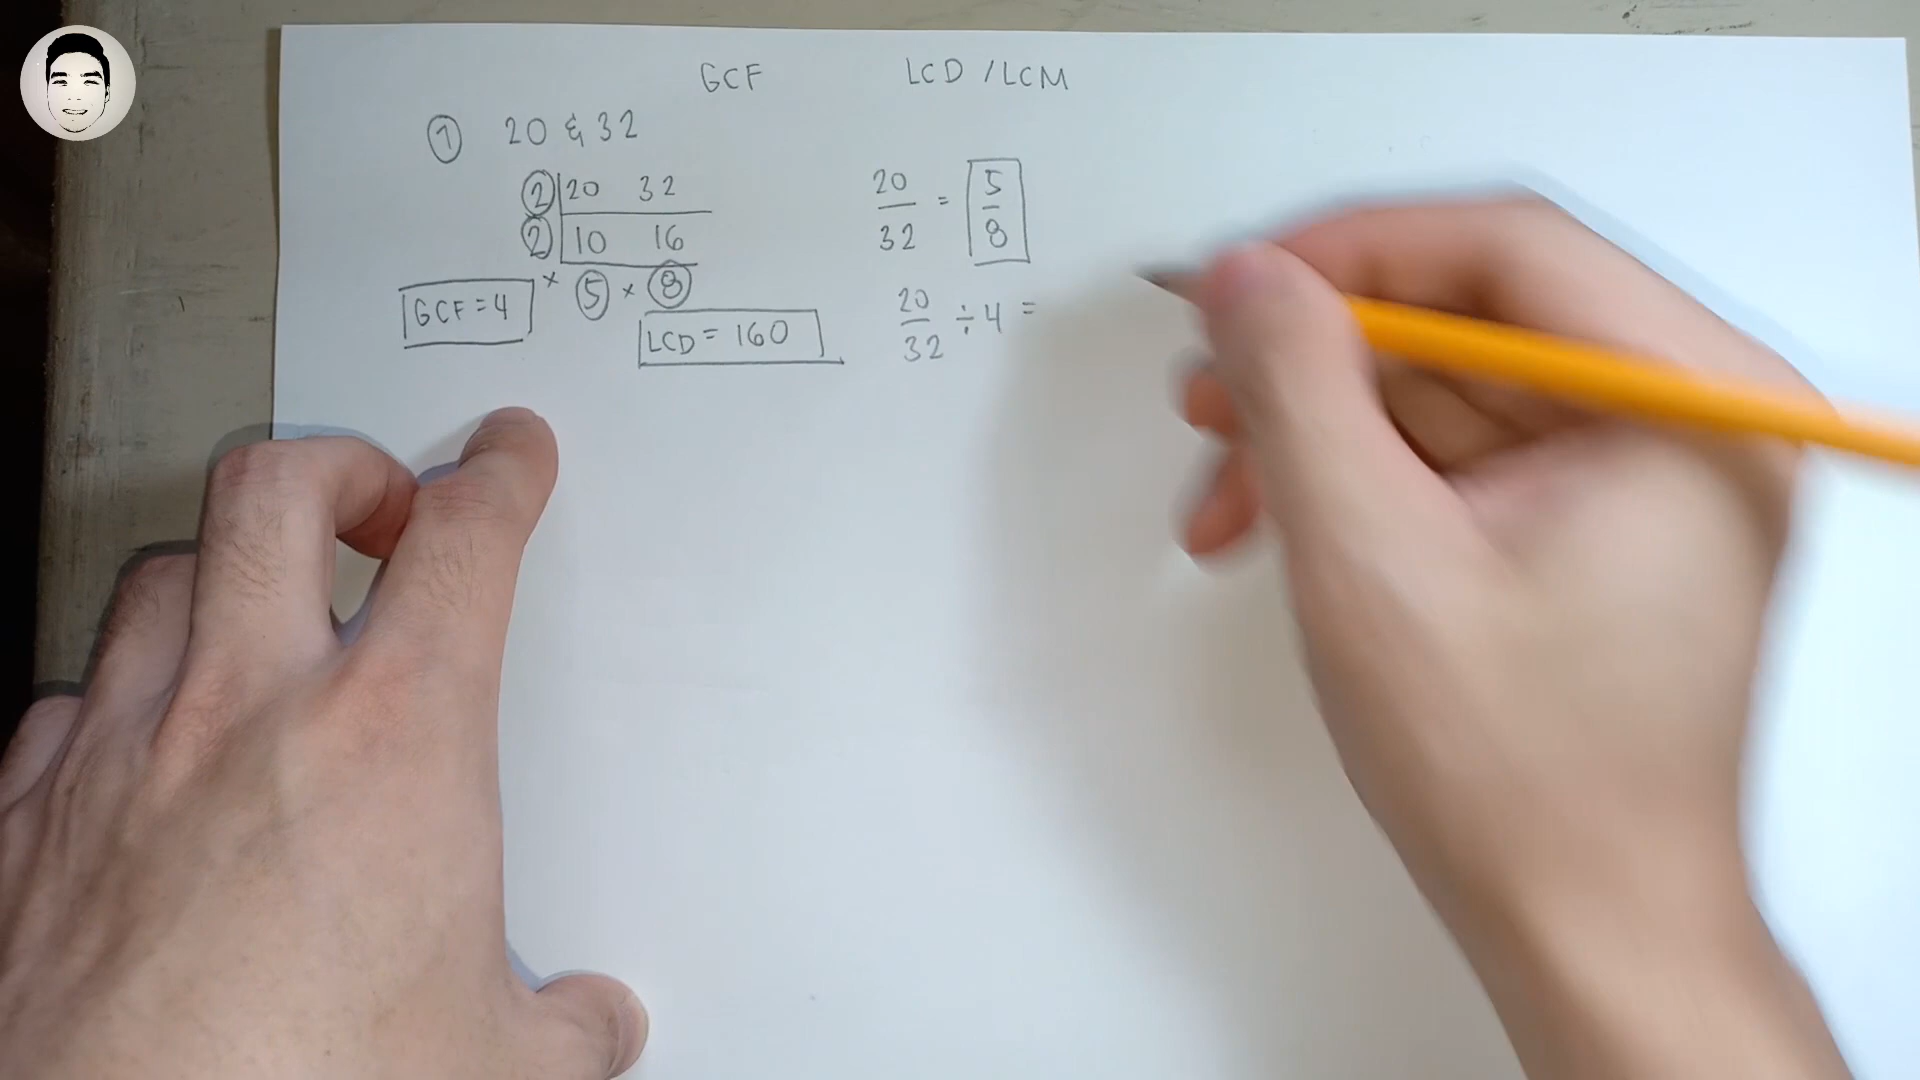 GCF LCD / LCM
1 20 & 32
2 20 32
2 10 16
× 5 × 8
GCF = 4
LCD = 160
20/32 = 5/8
20/32 ÷ 4 =